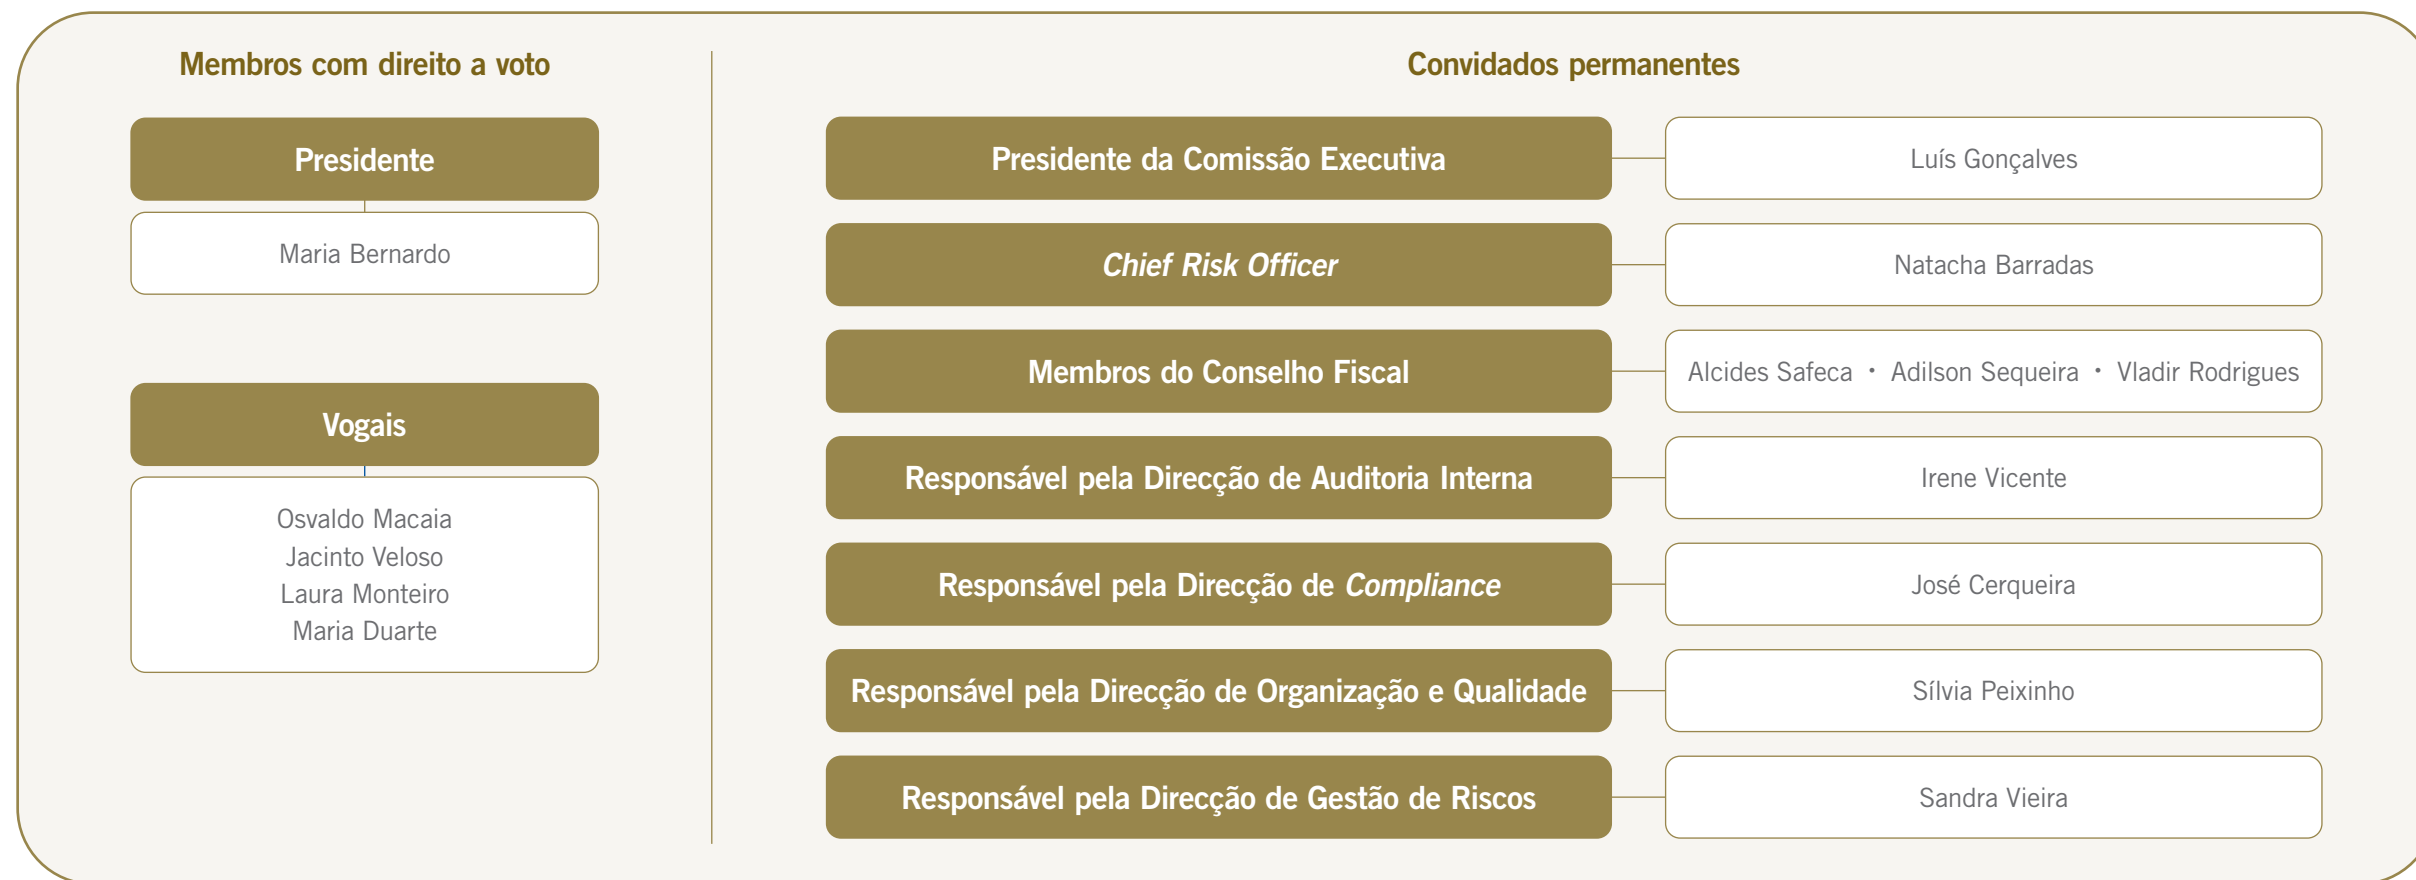 Membros com direito a voto
Presidente
Maria Bernardo
Vogais
Osvaldo Macaia
Jacinto Veloso
Laura Monteiro
Maria Duarte
Convidados permanentes
Presidente da Comissão Executiva
Luís Gonçalves
Chief Risk Officer
Natacha Barradas
Membros do Conselho Fiscal
Alcides Safeca • Adilson Sequeira • Vladir Rodrigues
Responsável pela Direcção de Auditoria Interna
Irene Vicente
Responsável pela Direcção de Compliance
José Cerqueira
Responsável pela Direcção de Organização e Qualidade
Sílvia Peixinho
Responsável pela Direcção de Gestão de Riscos
Sandra Vieira